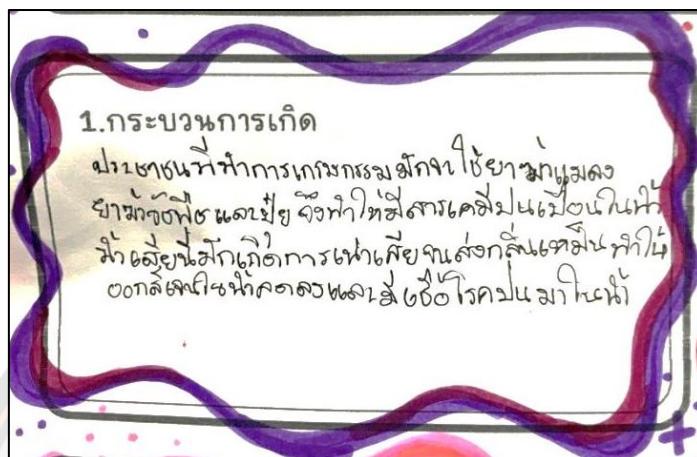 1.กระบวนการเกิด
ประชาชนที่ทำการเกษตรกรรมมักจะใช้ยาฆ่าแมลง
ยาฆ่าวัชพืชและปุ๋ย จึงทำให้มีสารเคมีปนเปื้อนในน้ำ
น้ำเสียนี้มักเกิดการเน่าเสียจนส่งกลิ่นเหม็นทำให้
ออกซิเจนในน้ำลดลงและมีเชื้อโรคปนมาในน้ำ